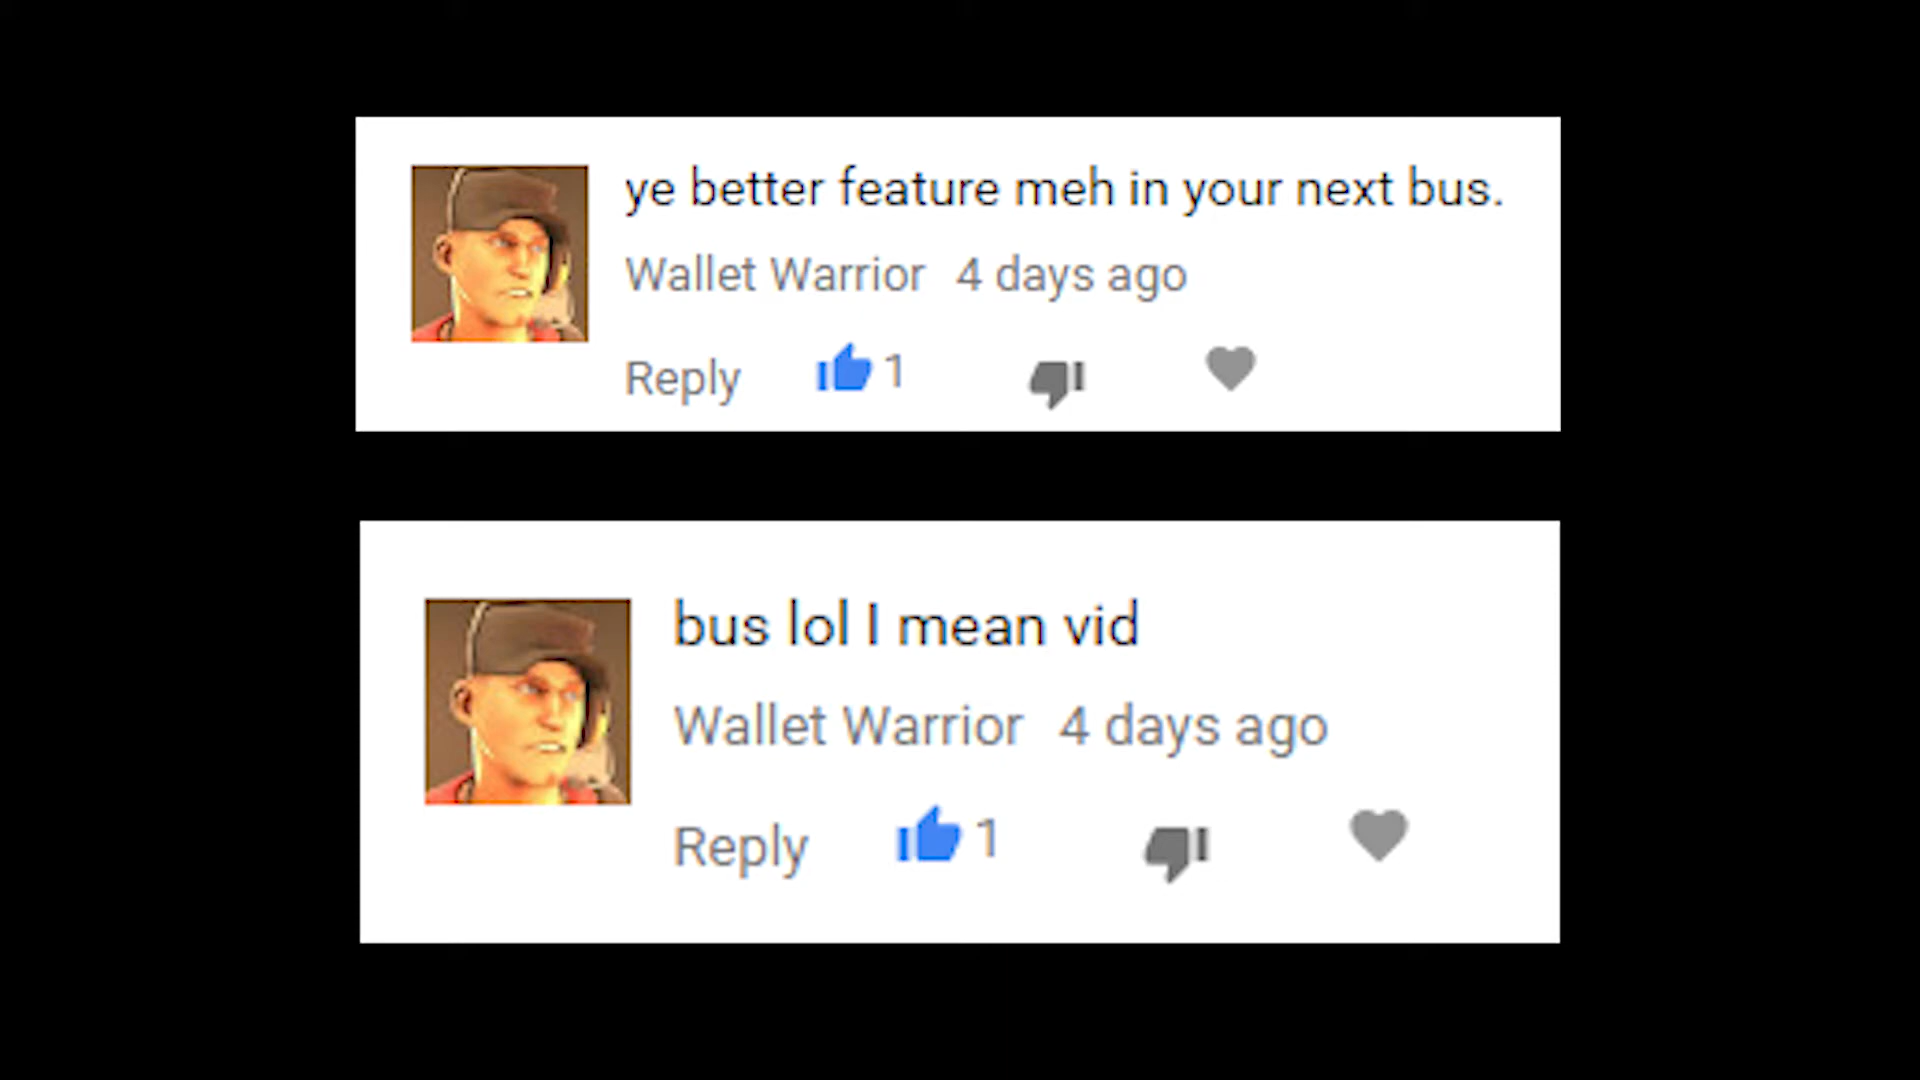 ye better feature meh in your next bus.
Wallet Warrior 4 days ago
Reply 1
bus lol I mean vid
Wallet Warrior 4 days ago
Reply 1